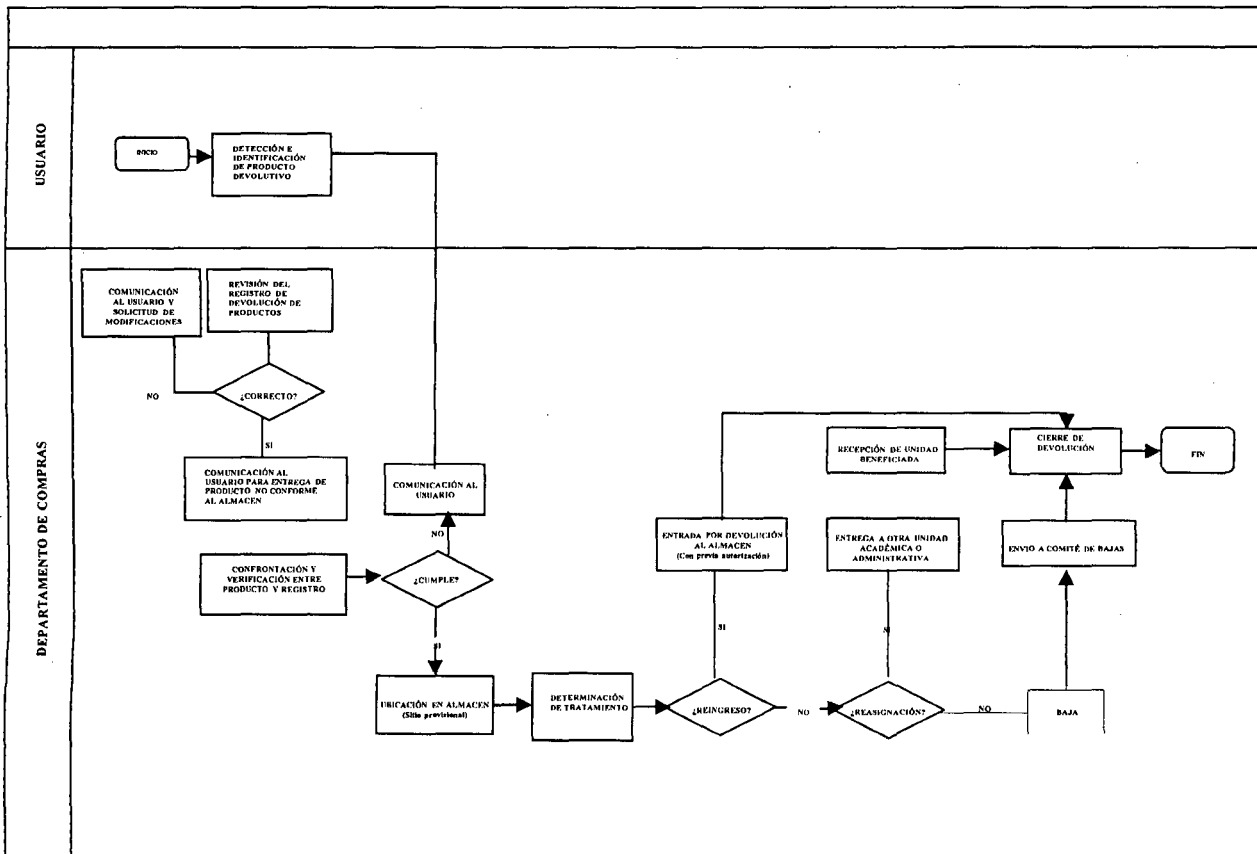 USUARIO
INICIO
DETECCIÓN E
IDENTIFICACIÓN
DE PRODUCTO
DEVOLUTIVO
DEPARTAMENTO DE COMPRAS
COMUNICACIÓN
AL USUARIO Y
SOLICITUD DE
MODIFICACIONES
REVISIÓN DEL
REGISTRO DE
DEVOLUCIÓN DE
PRODUCTOS
NO
¿CORRECTO?
SI
COMUNICACIÓN AL
USUARIO PARA ENTREGA DE
PRODUCTO NO CONFORME
AL ALMACEN
COMUNICACIÓN AL
USUARIO
NO
CONFRONTACIÓN Y
VERIFICACIÓN ENTRE
PRODUCTO Y REGISTRO
¿CUMPLE?
SI
UBICACIÓN EN ALMACEN
(Sitio provisional)
DETERMINACIÓN
DE TRATAMIENTO
¿REINGRESO?
SI
NO
ENTRADA POR DEVOLUCIÓN
AL ALMACEN
(Con previa autorización)
¿REASIGNACIÓN?
SI
NO
ENTREGA A OTRA UNIDAD
ACADÉMICA O
ADMINISTRATIVA
RECEPCIÓN DE UNIDAD
BENEFICIADA
BAJA
ENVIO A COMITÉ DE BAJAS
CIERRE DE
DEVOLUCIÓN
FIN